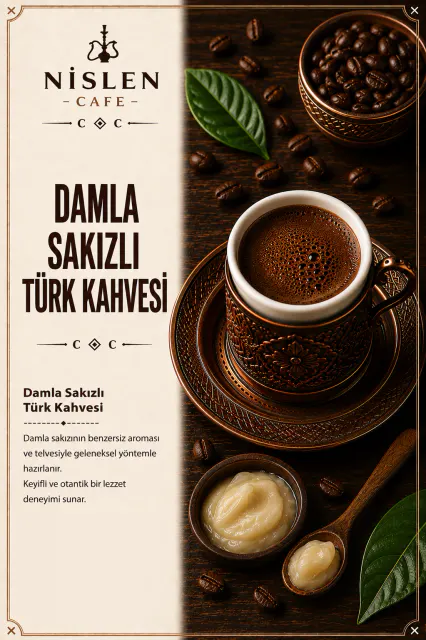 NİSLEN
- CAFE -
C C
DAMLA
SAKIZLI
TÜRK KAHVESİ
C C
Damla Sakızlı
Türk Kahvesi
Damla sakızının benzersiz aroması
ve telvesiyle geleneksel yöntemle
hazırlanır.
Keyifli ve otantik bir lezzet
deneyimi sunar.